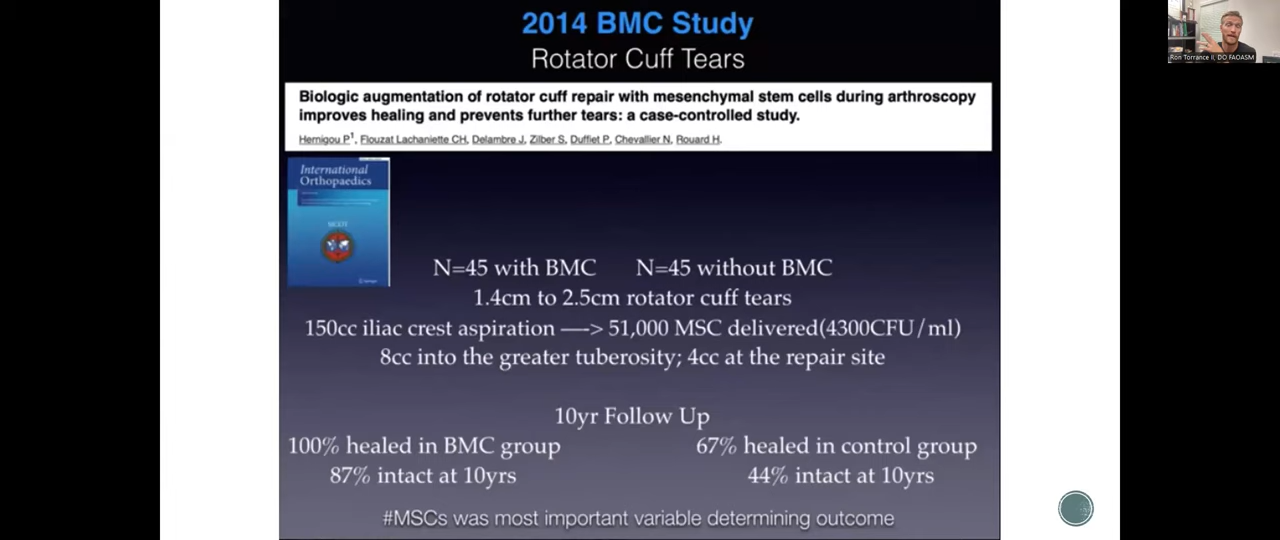 2014 BMC Study
Rotator Cuff Tears
Biologic augmentation of rotator cuff repair with mesenchymal stem cells during arthroscopy
improves healing and prevents further tears: a case-controlled study.
Hernigou P1, Flouzat Lachaniette CH, Delambre J, Zilber S, Duffiet P, Chevallier N, Rouard H.
International
Orthopaedics
SICOT
N=45 with BMC N=45 without BMC
1.4cm to 2.5cm rotator cuff tears
150cc iliac crest aspiration —-> 51,000 MSC delivered(4300CFU/ml)
8cc into the greater tuberosity; 4cc at the repair site
10yr Follow Up
100% healed in BMC group 67% healed in control group
87% intact at 10yrs 44% intact at 10yrs
#MSCs was most important variable determining outcome
Ron Torrance II, DO FAOASM